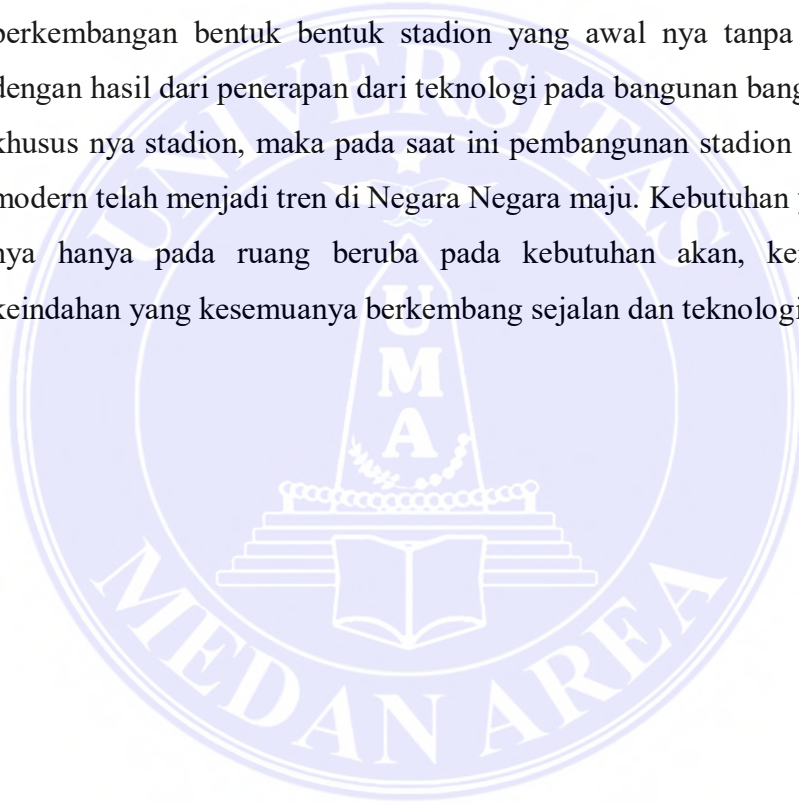 perkembangan bentuk bentuk stadion yang awal nya tanpa
dengan hasil dari penerapan dari teknologi pada bangunan bang
khusus nya stadion, maka pada saat ini pembangunan stadion
modern telah menjadi tren di Negara Negara maju. Kebutuhan
nya hanya pada ruang beruba pada kebutuhan akan,
keindahan yang kesemuanya berkembang sejalan dan teknologi
UNIVERSITAS
UMA
MEDAN AREA